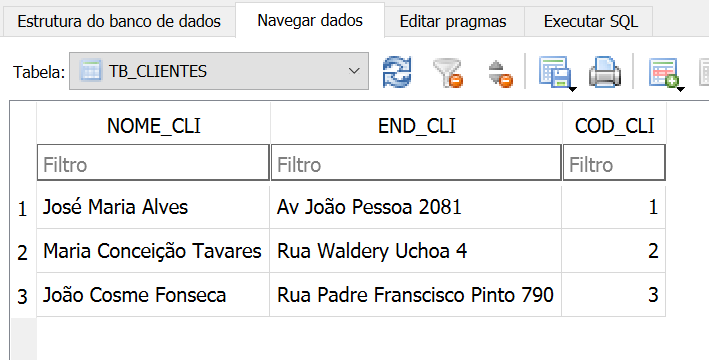 Estrutura do banco de dados Navegar dados Editar pragmas Executar SQL
Tabela: TB_CLIENTES
NOME_CLI END_CLI COD_CLI
Filtro Filtro Filtro
1 José Maria Alves Av João Pessoa 2081 1
2 Maria Conceição Tavares Rua Waldery Uchoa 4 2
3 João Cosme Fonseca Rua Padre Franscisco Pinto 790 3